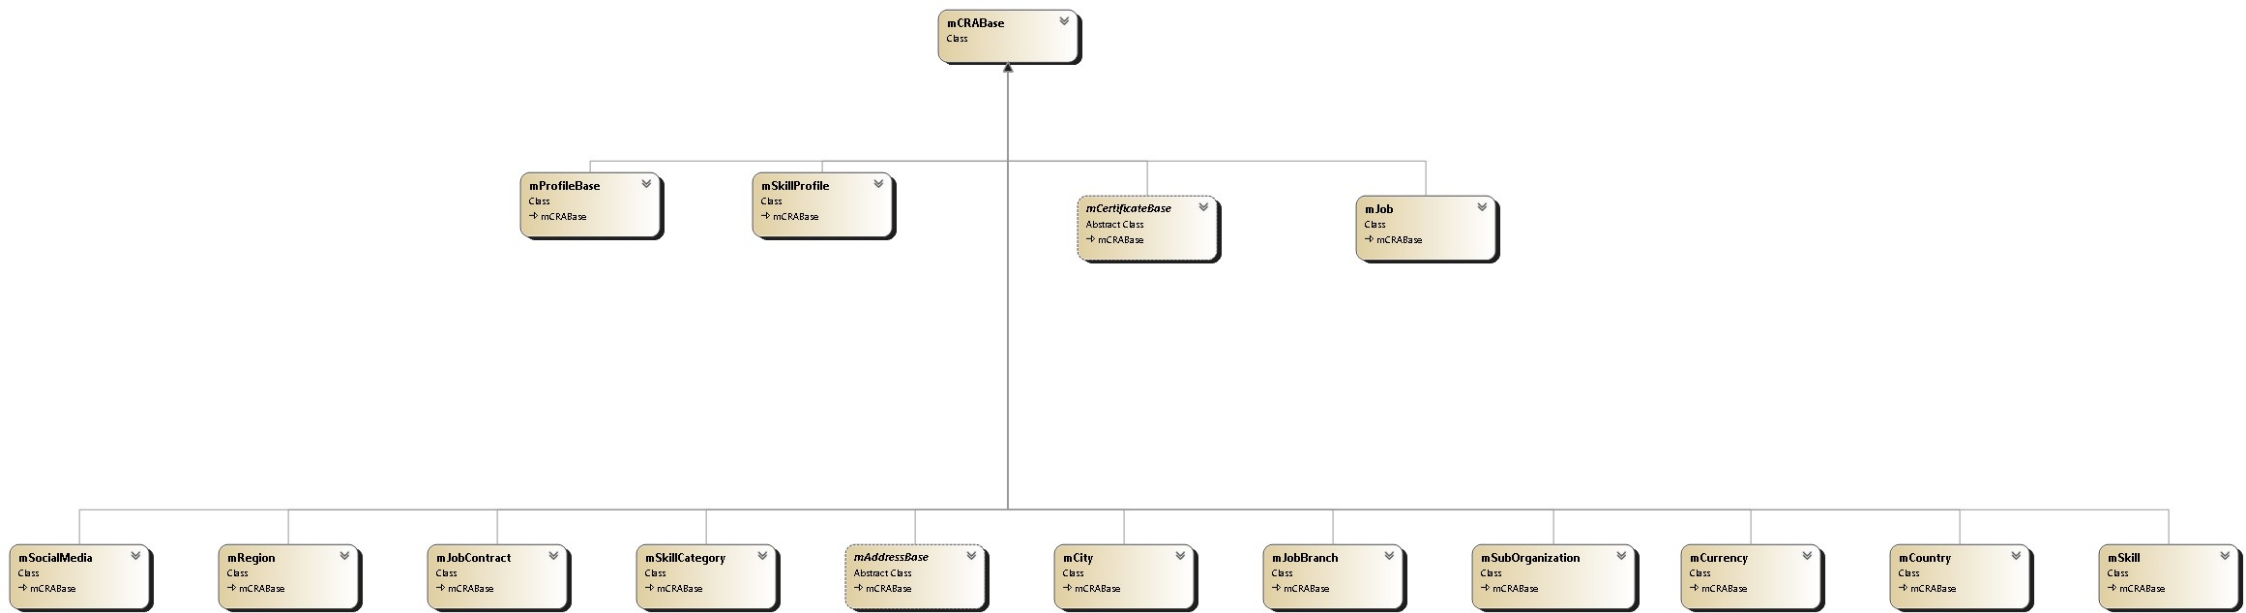 mCRABase
Class
mProfileBase
Class
mCRABase
mSkillProfile
Class
mCRABase
mCertificateBase
Abstract Class
mCRABase
mJob
Class
mCRABase
mSocialMedia
Class
mCRABase
mRegion
Class
mCRABase
mJobContract
Class
mCRABase
mSkillCategory
Class
mCRABase
mAddressBase
Abstract Class
mCRABase
mCity
Class
mCRABase
mJobBranch
Class
mCRABase
mSubOrganization
Class
mCRABase
mCurrency
Class
mCRABase
mCountry
Class
mCRABase
mSkill
Class
mCRABase